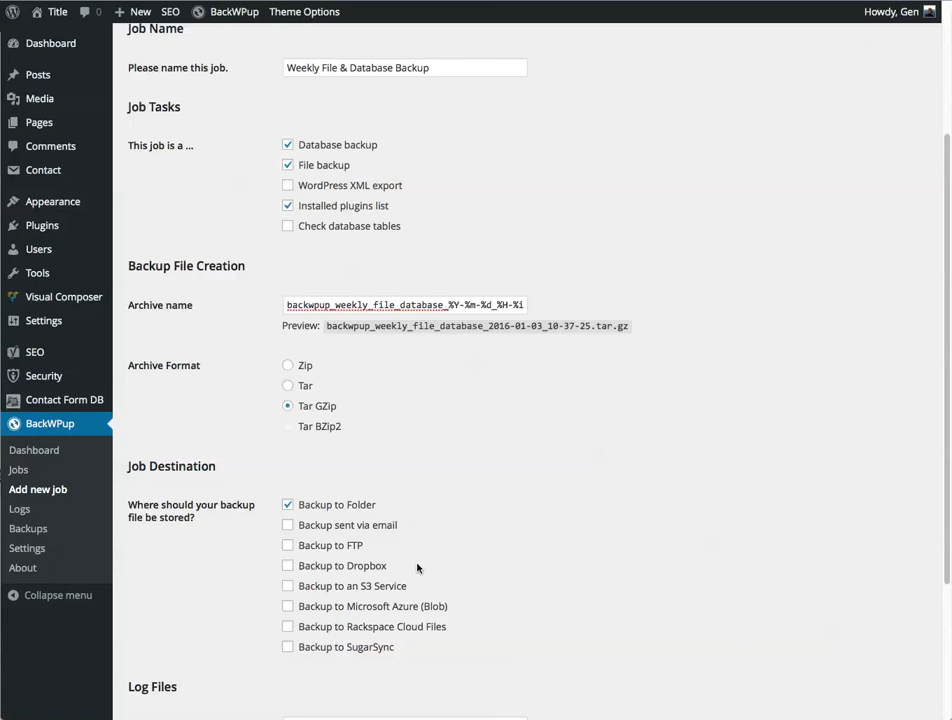 Title 0 New SEO BackWPup Theme Options Howdy, Gen
Dashboard
Posts
Media
Pages
Comments
Contact
Appearance
Plugins
Users
Tools
Visual Composer
Settings
SEO
Security
Contact Form DB
BackWPup
Dashboard
Jobs
Add new job
Logs
Backups
Settings
About
Collapse menu
Job Name
Please name this job. Weekly File & Database Backup
Job Tasks
This job is a ... Database backup
File backup
WordPress XML export
Installed plugins list
Check database tables
Backup File Creation
Archive name backwpup_weekly_file_database_%Y-%m-%d_%H-%i
Preview: backwpup_weekly_file_database_2016-01-03_10-37-25.tar.gz
Archive Format Zip
Tar
Tar GZip
Tar BZip2
Job Destination
Where should your backup Backup to Folder
file be stored?
Backup sent via email
Backup to FTP
Backup to Dropbox
Backup to an S3 Service
Backup to Microsoft Azure (Blob)
Backup to Rackspace Cloud Files
Backup to SugarSync
Log Files